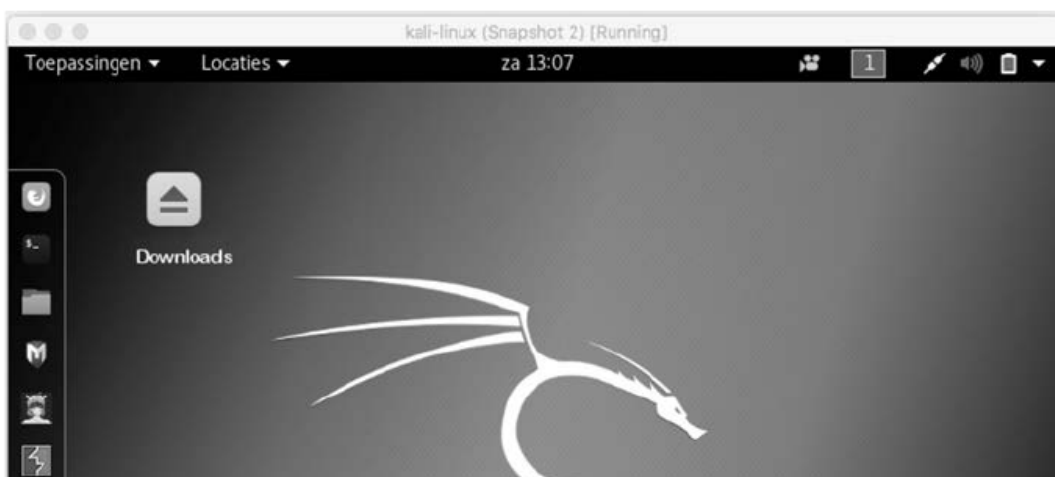 kali-linux (Snapshot 2) [Running]
Toepassingen Locaties za 13:07 1
$_
Downloads